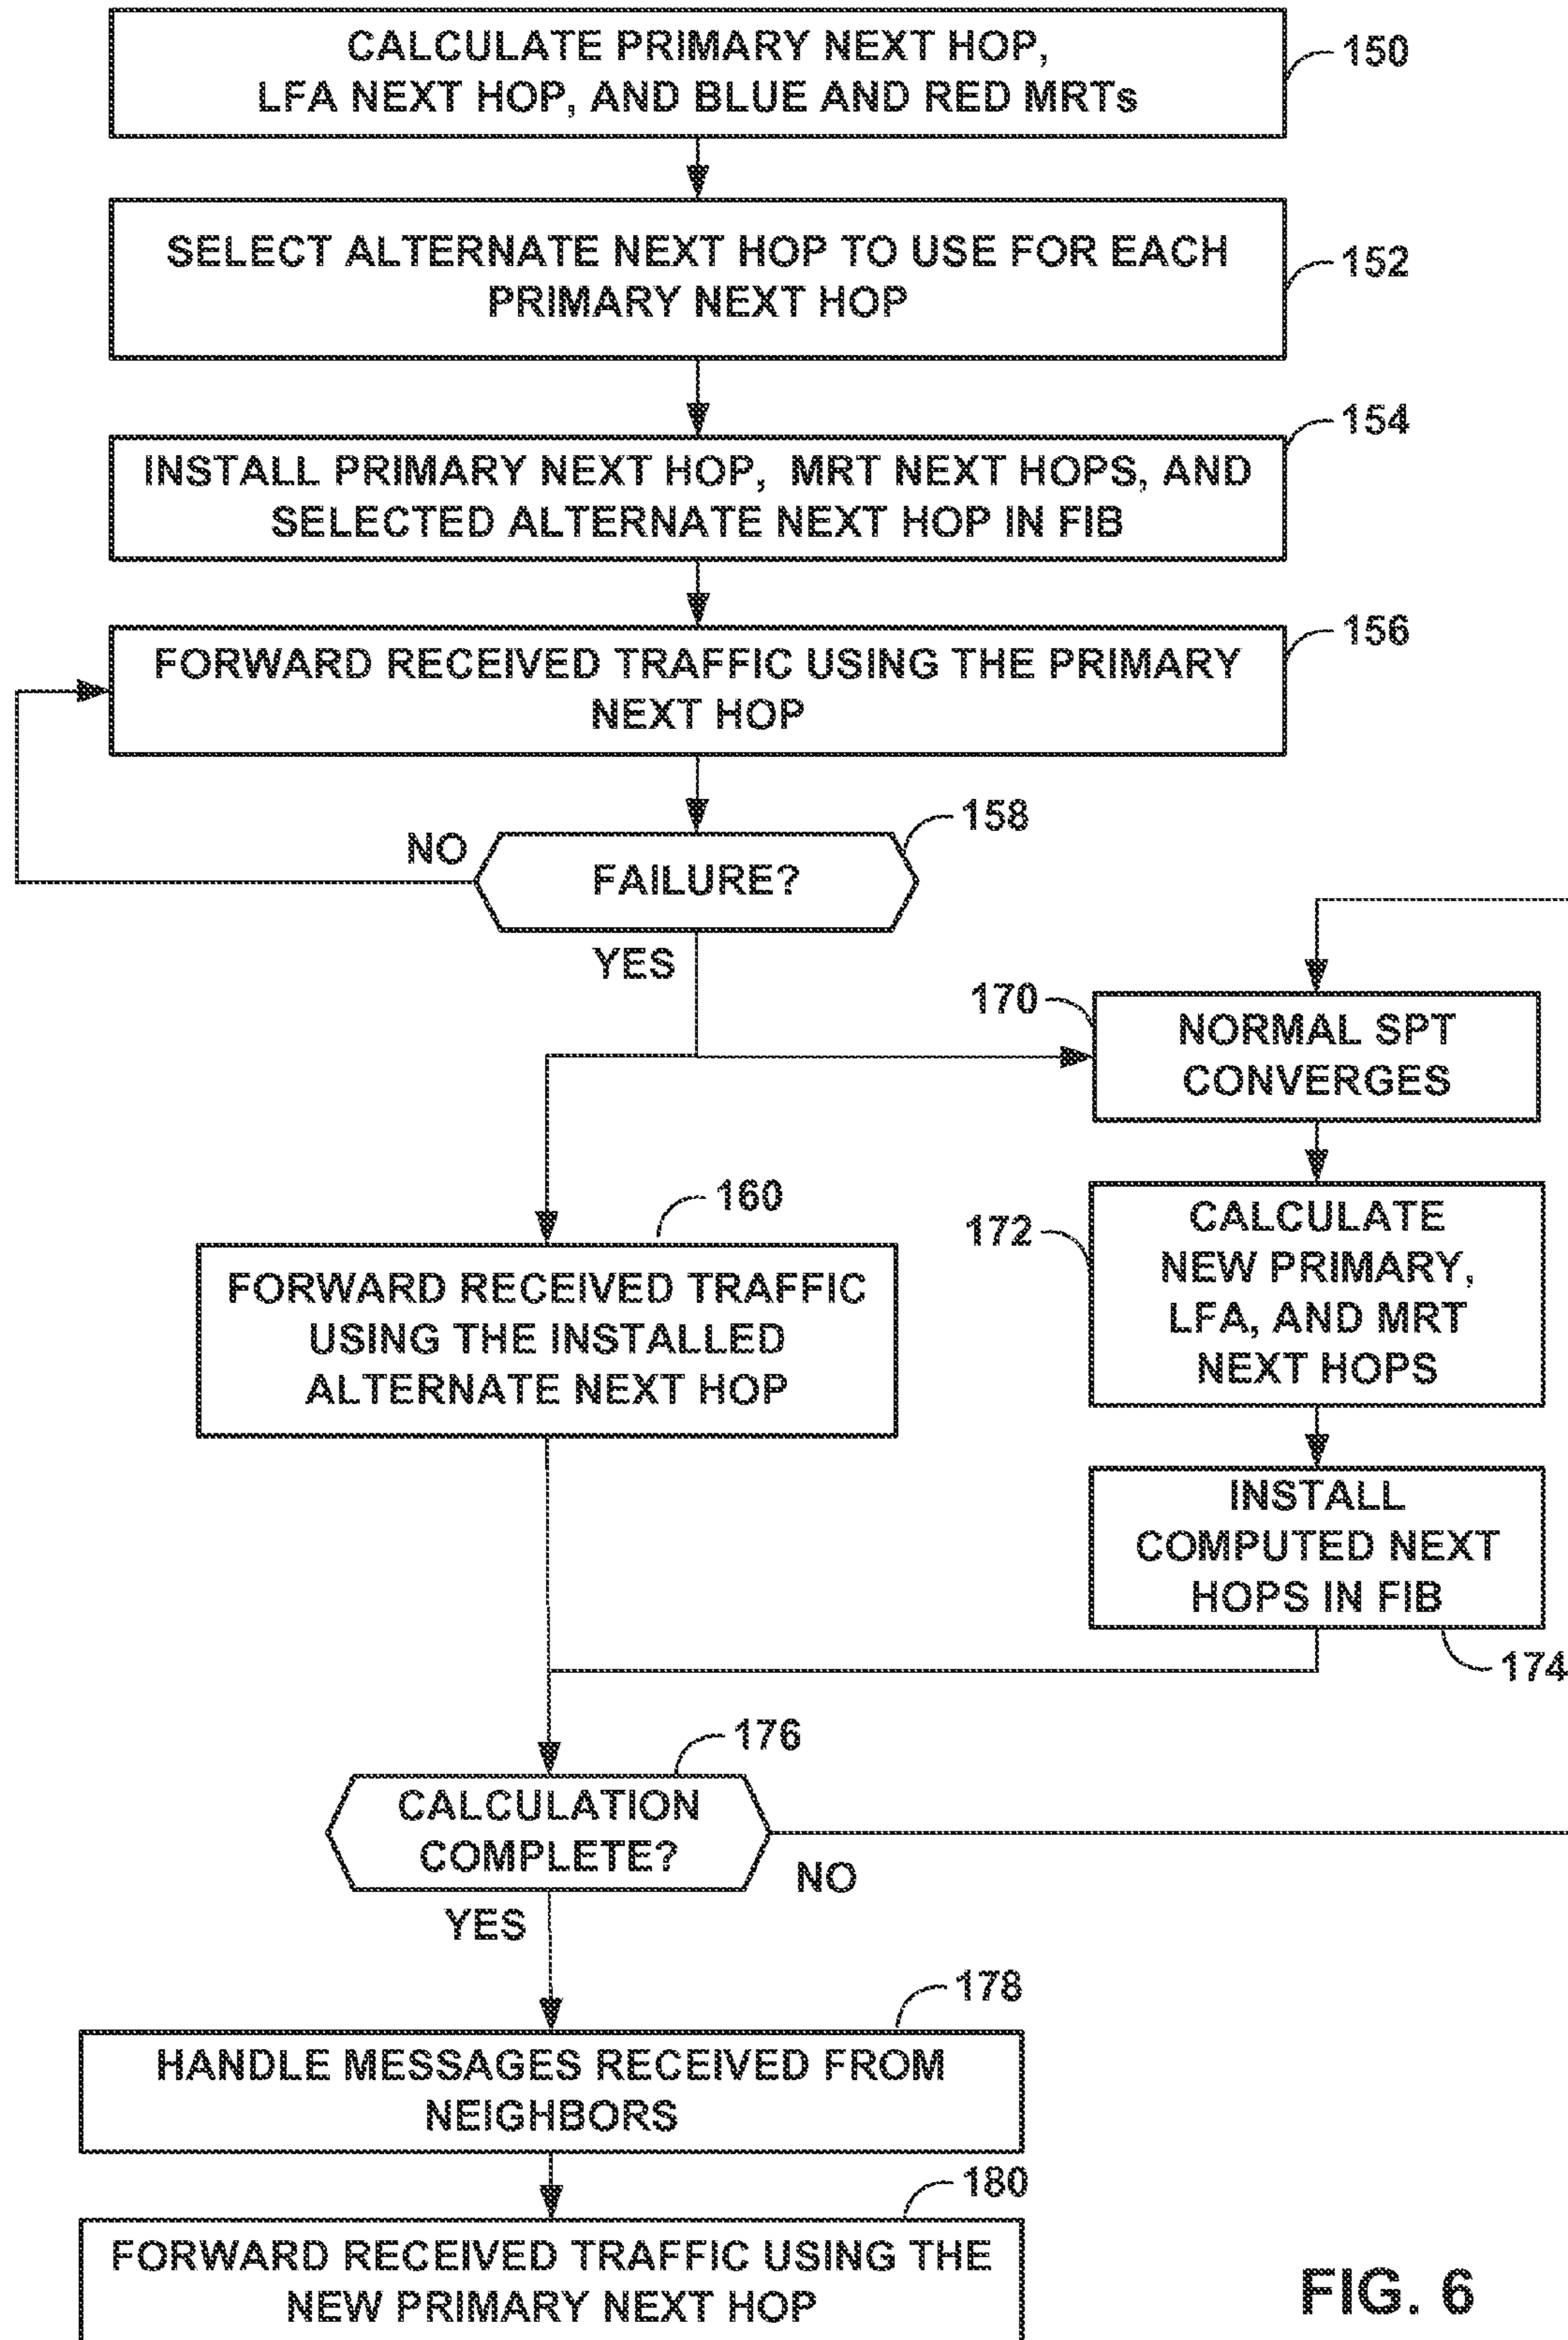 CALCULATE PRIMARY NEXT HOP,
LFA NEXT HOP, AND BLUE AND RED MRTs
150
SELECT ALTERNATE NEXT HOP TO USE FOR EACH
PRIMARY NEXT HOP
152
154
INSTALL PRIMARY NEXT HOP, MRT NEXT HOPS, AND
SELECTED ALTERNATE NEXT HOP IN FIB
156
FORWARD RECEIVED TRAFFIC USING THE PRIMARY
NEXT HOP
158
NO
FAILURE?
YES
170
NORMAL SPT
CONVERGES
160
FORWARD RECEIVED TRAFFIC
USING THE INSTALLED
ALTERNATE NEXT HOP
172
CALCULATE
NEW PRIMARY,
LFA, AND MRT
NEXT HOPS
INSTALL
COMPUTED NEXT
HOPS IN FIB
174
176
CALCULATION
COMPLETE?
NO
YES
178
HANDLE MESSAGES RECEIVED FROM
NEIGHBORS
180
FORWARD RECEIVED TRAFFIC USING THE
NEW PRIMARY NEXT HOP
FIG. 6